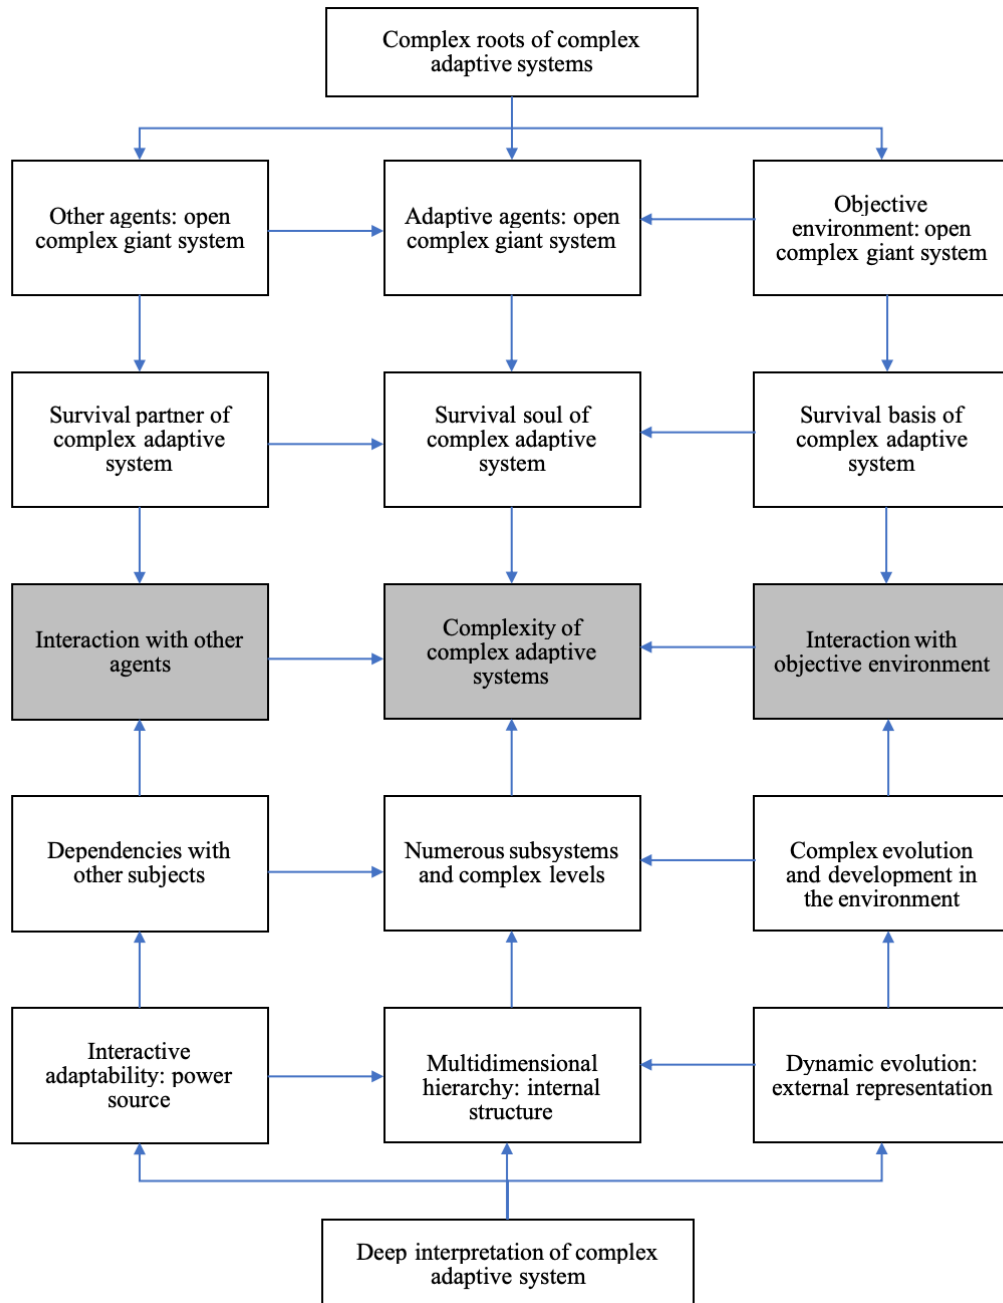 Complex roots of complex
adaptive systems
Other agents: open
complex giant system
Adaptive agents: open
complex giant system
Objective
environment: open
complex giant system
Survival partner of
complex adaptive
system
Survival soul of
complex adaptive
system
Survival basis of
complex adaptive
system
Interaction with other
agents
Complexity of
complex adaptive
systems
Interaction with
objective environment
Dependencies with
other subjects
Numerous subsystems
and complex levels
Complex evolution
and development in
the environment
Interactive
adaptability: power
source
Multidimensional
hierarchy: internal
structure
Dynamic evolution:
external representation
Deep interpretation of complex
adaptive system